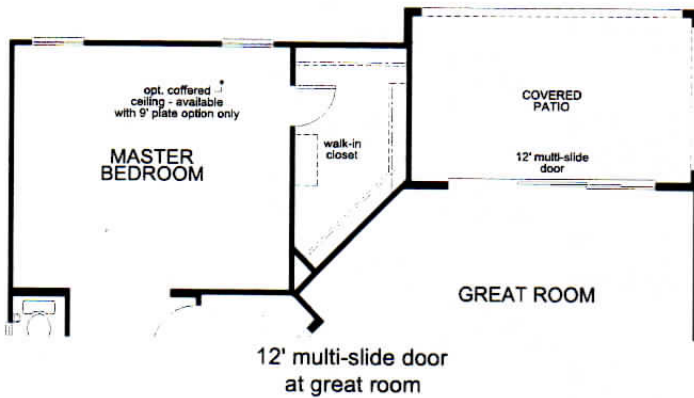 opt. coffered
ceiling - available
with 9' plate option only
MASTER
BEDROOM
walk-in
closet
COVERED
PATIO
12' multi-slide
door
GREAT ROOM
12' multi-slide door
at great room